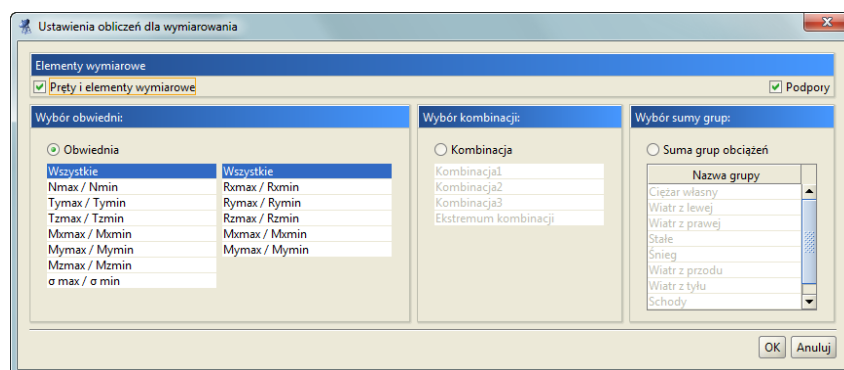 Ustawienia obliczeń dla wymiarowania
Elementy wymiarowe
Pręty i elementy wymiarowe
Podpory
Wybór obwiedni:
Obwiednia
Wszystkie
Nmax / Nmin
Tymax / Tymin
Tzmax / Tzmin
Mxmax / Mxmin
Mymax / Mymin
Mzmax / Mzmin
σ max / σ min
Wszystkie
Rxmax / Rxmin
Rymax / Rymin
Rzmax / Rzmin
Mxmax / Mxmin
Mymax / Mymin
Wybór kombinacji:
Kombinacja
Kombinacja1
Kombinacja2
Kombinacja3
Ekstremum kombinacji
Wybór sumy grup:
Suma grup obciążeń
Nazwa grupy
Ciężar własny
Wiatr z lewej
Wiatr z prawej
Stałe
Śnieg
Wiatr z przodu
Wiatr z tyłu
Schody
OK
Anuluj